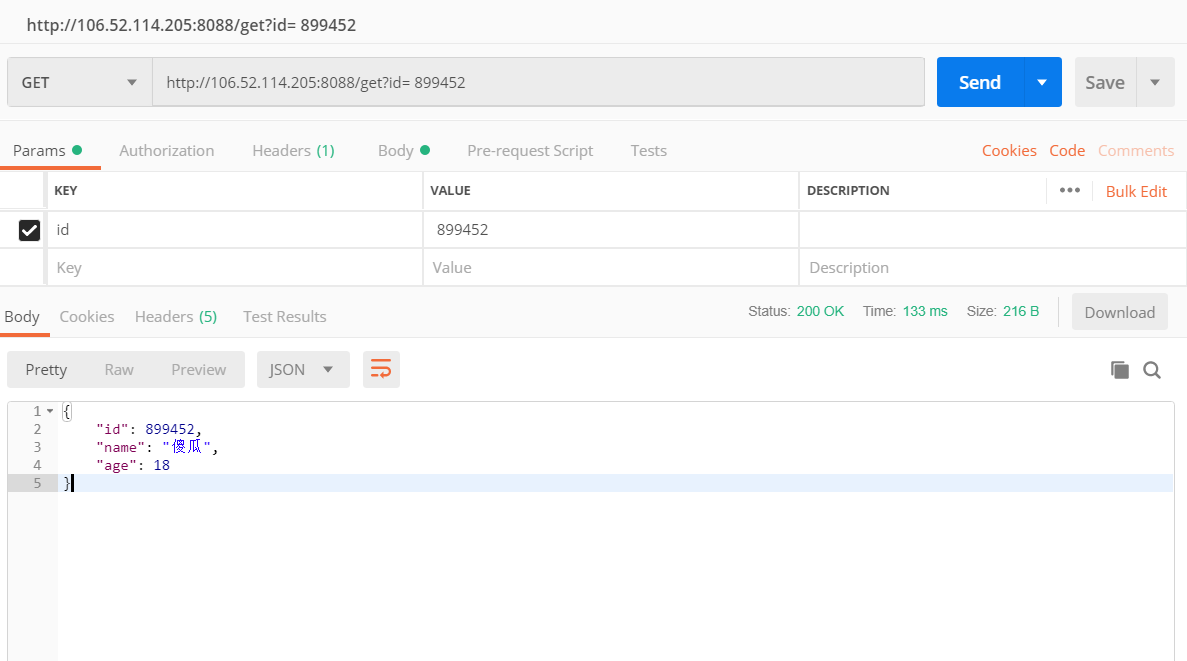 http://106.52.114.205:8088/get?id= 899452
GET http://106.52.114.205:8088/get?id= 899452 Send Save
Params Authorization Headers (1) Body Pre-request Script Tests Cookies Code Comments
KEY VALUE DESCRIPTION ••• Bulk Edit
id 899452
Key Value Description
Body Cookies Headers (5) Test Results Status: 200 OK Time: 133 ms Size: 216 B Download
Pretty Raw Preview JSON
1 {
2 "id": 899452,
3 "name": "傻瓜",
4 "age": 18
5 }